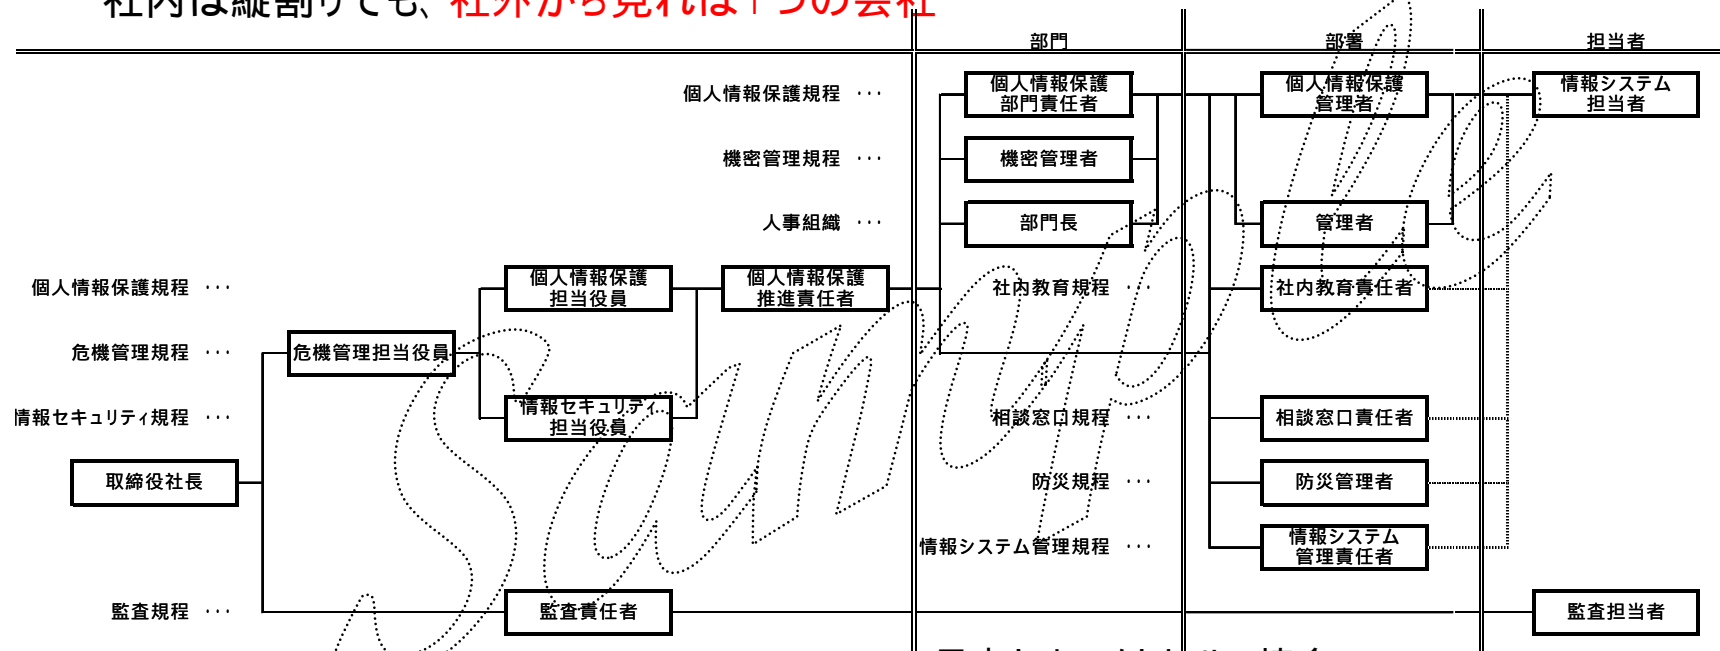 社内は縦割りでも、社外から見れば１つの会社
部門
部署
担当者
個人情報保護規程 ・・・
個人情報保護
部門責任者
個人情報保護
管理者
情報システム
担当者
機密管理規程 ・・・
機密管理者
人事組織 ・・・
部門長
管理者
個人情報保護規程 ・・・
個人情報保護
担当役員
個人情報保護
推進責任者
社内教育規程 ・・・
社内教育責任者
危機管理規程 ・・・
危機管理担当役員
情報セキュリティ規程 ・・・
情報セキュリティ
担当役員
相談窓口規程 ・・・
相談窓口責任者
取締役社長
防災規程 ・・・
防災管理者
情報システム管理規程 ・・・
情報システム
管理責任者
監査規程 ・・・
監査責任者
監査担当者
Sample